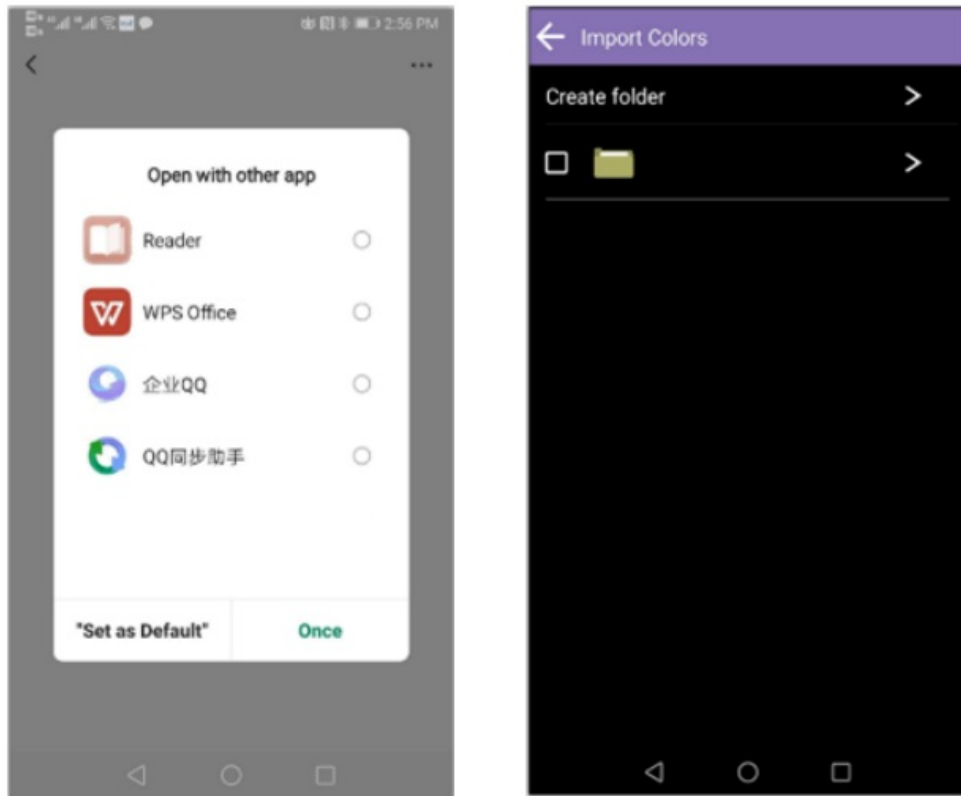 2:56 PM
Open with other app
Reader
WPS Office
企业QQ
QQ同步助手
"Set as Default"
Once
Import Colors
Create folder